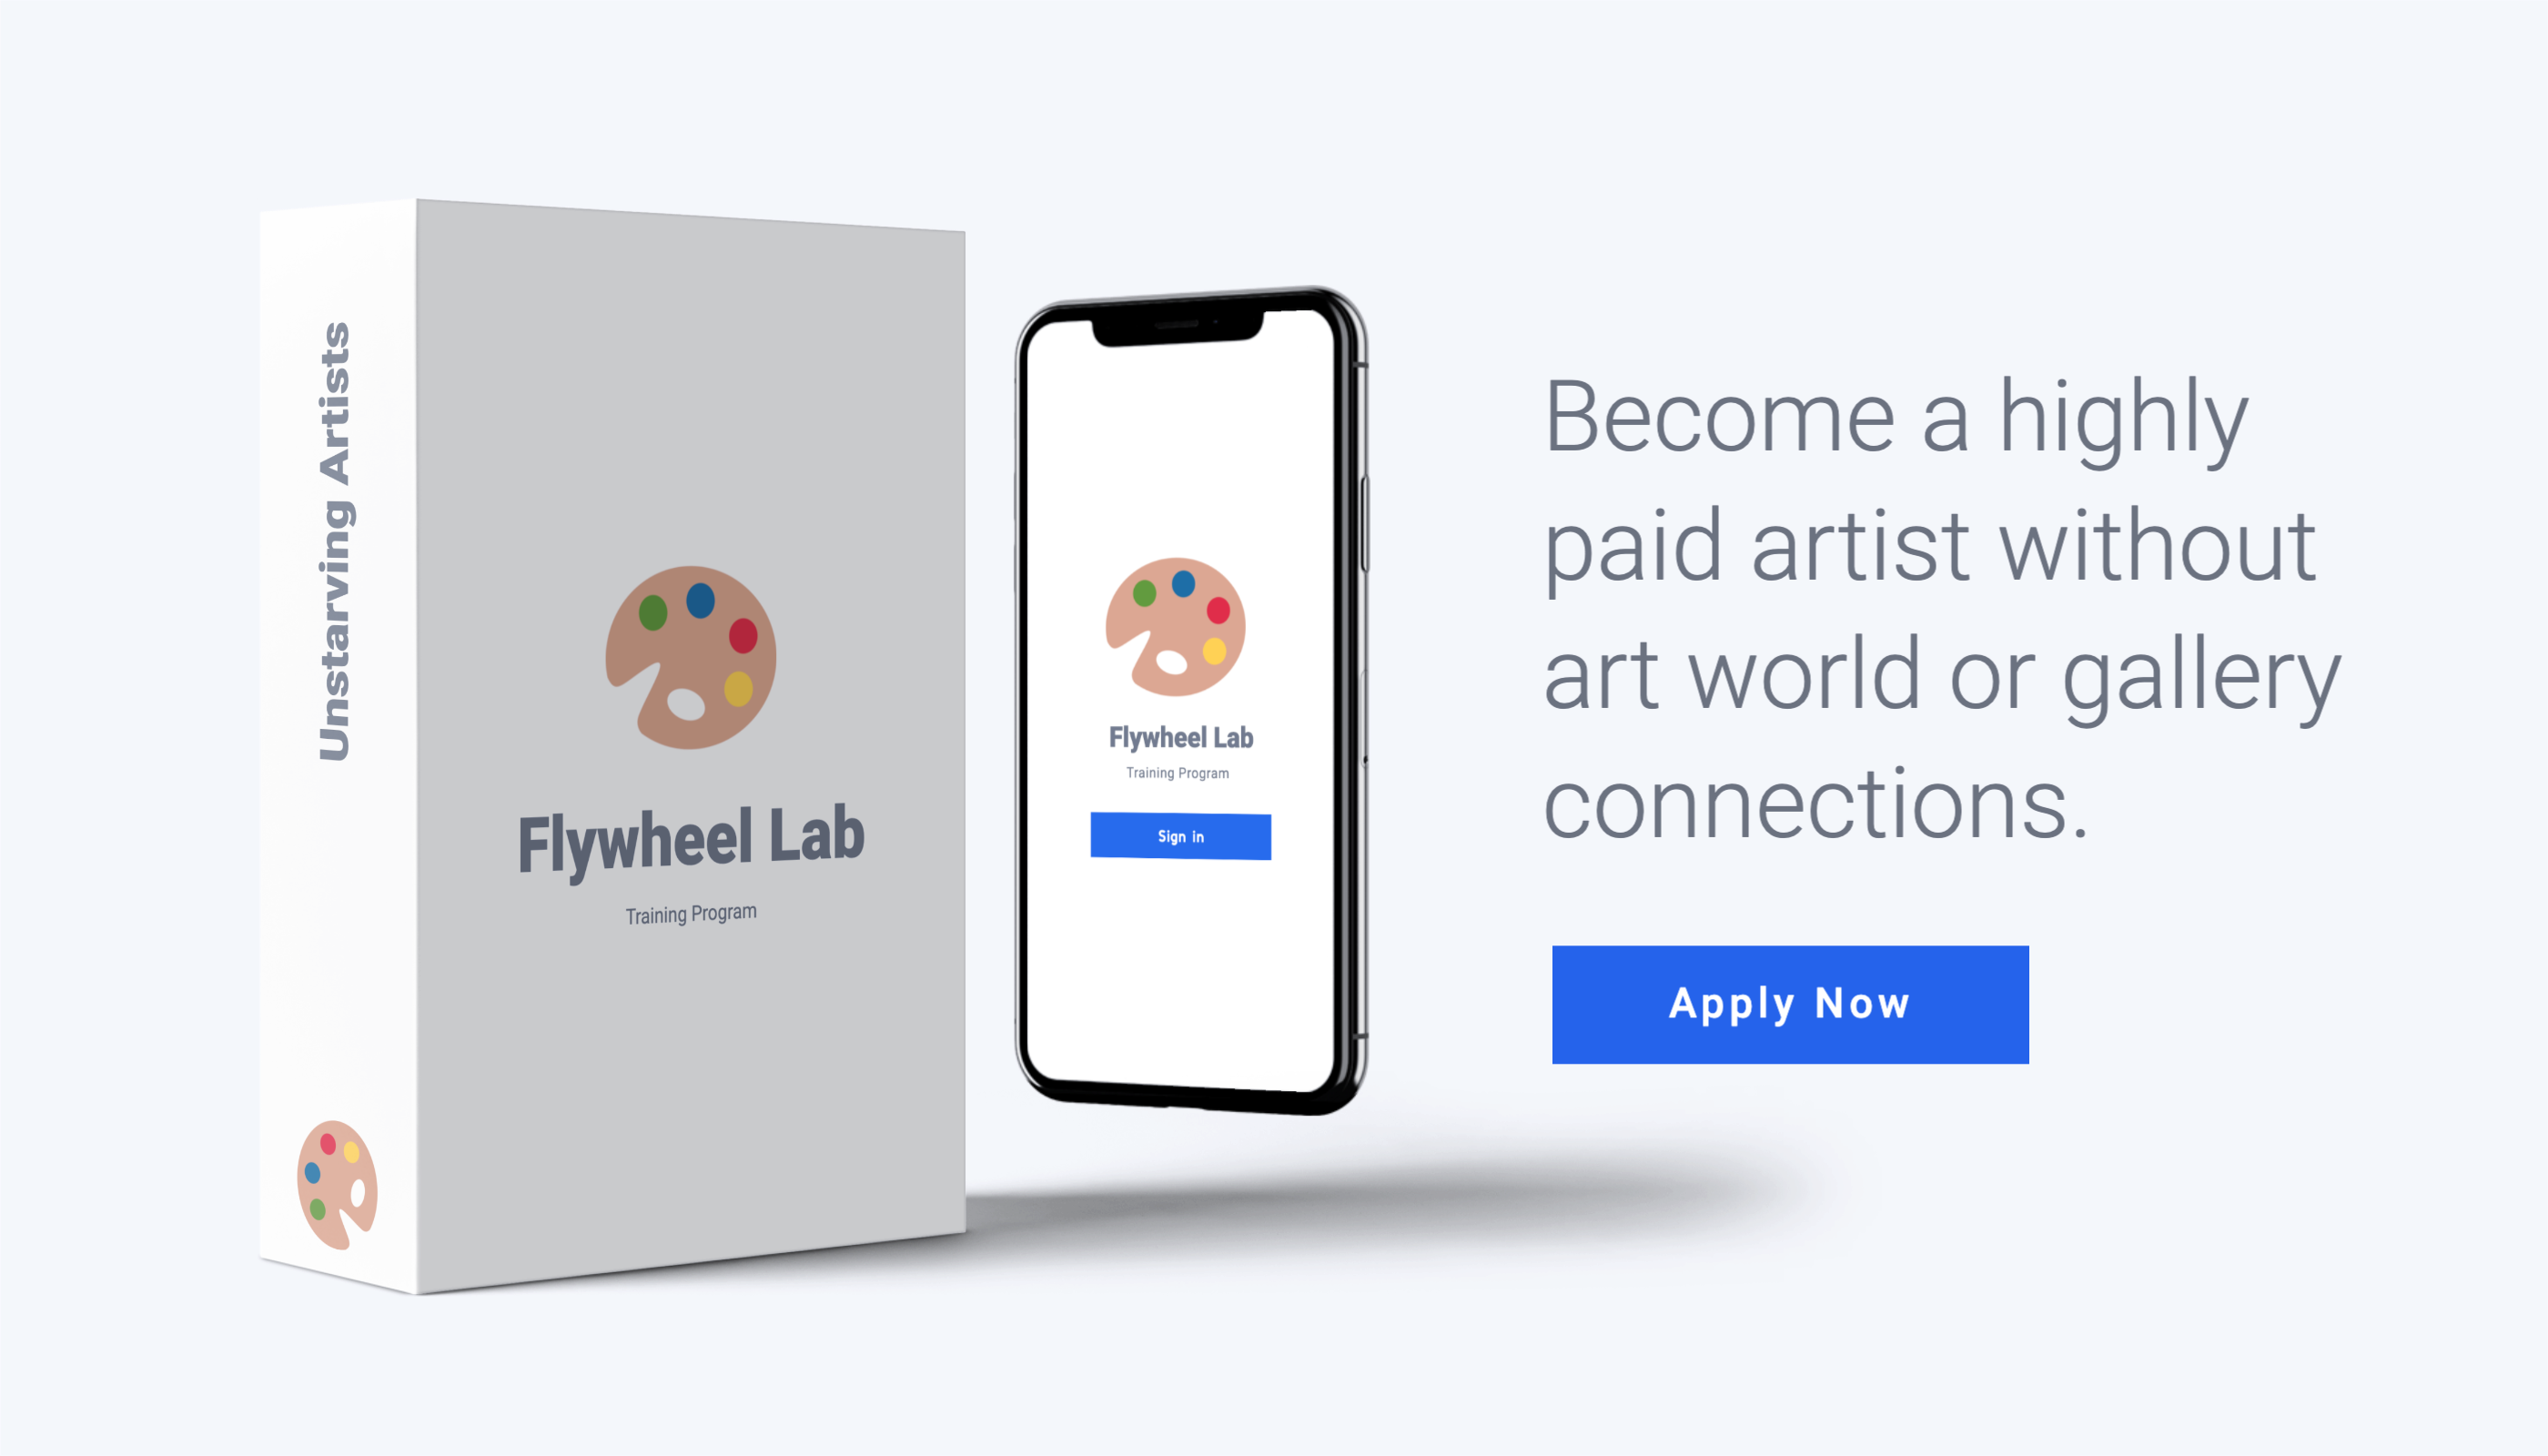 Unstarving Artists
Flywheel Lab
Training Program
Flywheel Lab
Training Program
Sign in
Become a highly
paid artist without
art world or gallery
connections.
Apply Now